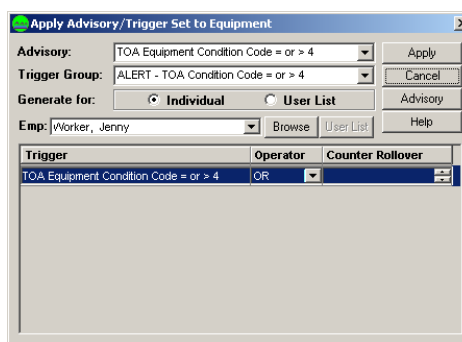 Apply Advisory/Trigger Set to Equipment
Advisory: TOA Equipment Condition Code = or > 4 Apply
Trigger Group: ALERT - TOA Condition Code = or > 4 Cancel
Generate for: Individual User List Advisory
Emp: Worker, Jenny Browse User List Help
Trigger Operator Counter Rollover
TOA Equipment Condition Code = or > 4 OR